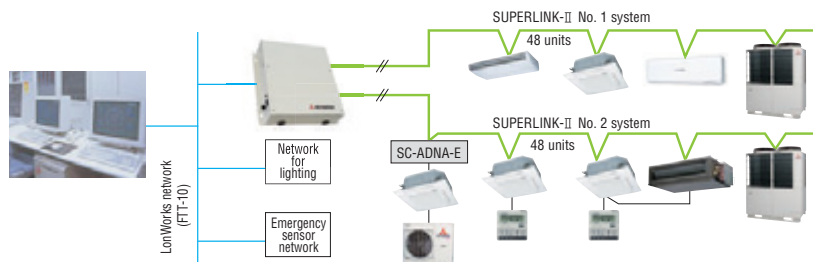 SUPERLINK-II No. 1 system
48 units
SUPERLINK-II No. 2 system
48 units
SC-ADNA-E
Network
for
lighting
Emergency
sensor
network
LonWorks network
(FTT-10)